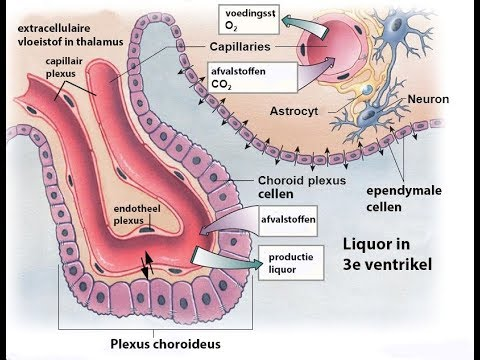 extracellulaire
vloeistof in thalamus
capillair
plexus
Capillaries
voedingsst
O₂
afvalstoffen
CO₂
Astrocyt
Neuron
Choroid plexus
cellen
ependymale
cellen
endotheel
plexus
afvalstoffen
productie
liquor
Liquor in
3e ventrikel
Plexus choroideus